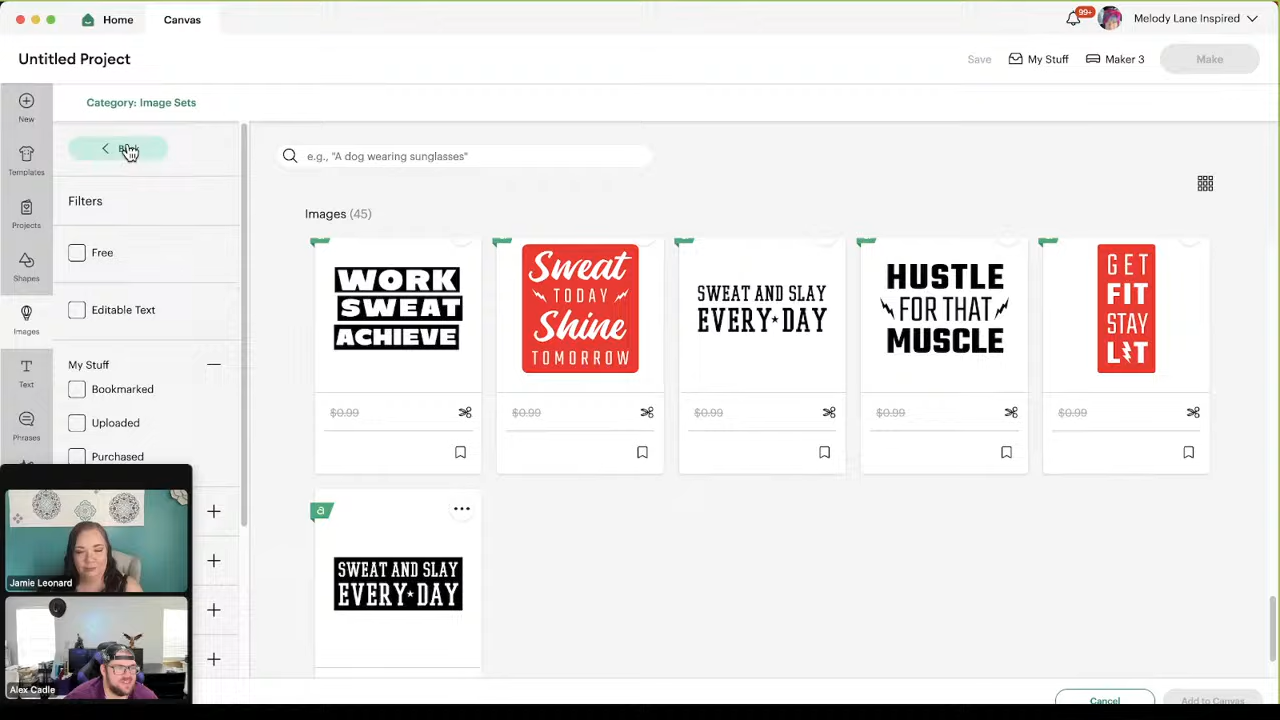 Home
Canvas
99+
Melody Lane Inspired
Untitled Project
Save
My Stuff
Maker 3
Make
New
Templates
Projects
Shapes
Images
Text
Phrases
Category: Image Sets
Filters
Free
Editable Text
My Stuff
Bookmarked
Uploaded
Purchased
e.g., "A dog wearing sunglasses"
Images (45)
WORK
SWEAT
ACHIEVE
$0.99
Sweat
TODAY
Shine
TOMORROW
$0.99
SWEAT AND SLAY
EVERY★DAY
$0.99
HUSTLE
FOR THAT
MUSCLE
$0.99
GET
FIT
STAY
LIT
$0.99
a
SWEAT AND SLAY
EVERY★DAY
Jamie Leonard
Alex Cadle
Cancel
Add to Canvas